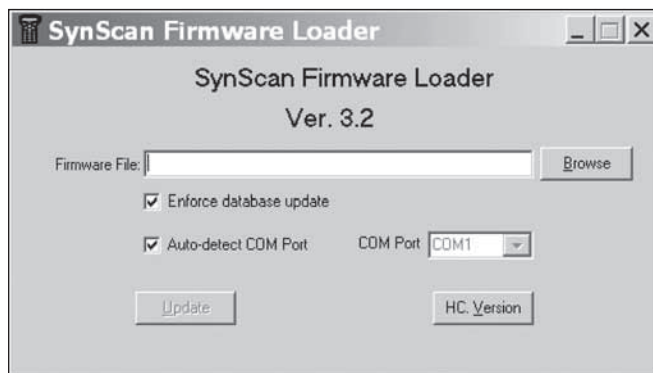 SynScan Firmware Loader
SynScan Firmware Loader
Ver. 3.2
Firmware File: Browse
Enforce database update
Auto-detect COM Port COM Port COM1
Update HC. Version